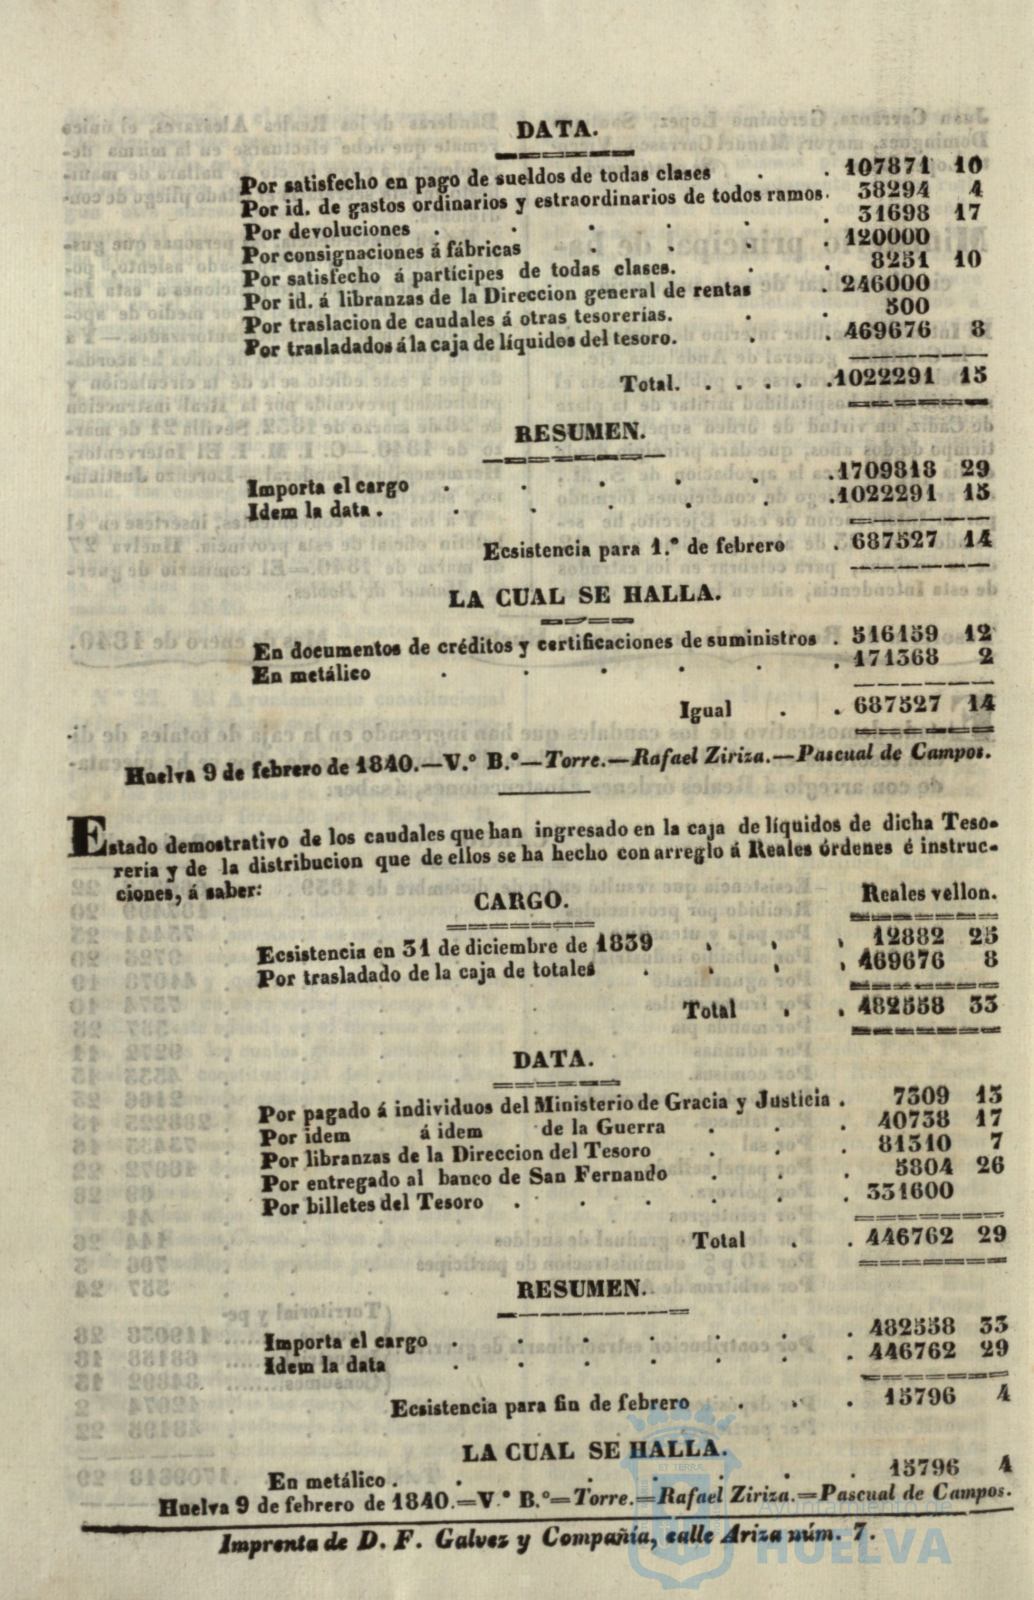 DATA.
Por satisfecho en pago de sueldos de todas clases . . 107871 10
Por id. de gastos ordinarios y estraordinarios de todos ramos. 38294 4
Por devoluciones . . . . . . 31698 17
Por consignaciones á fábricas . . . . 120000
Por satisfecho á partícipes de todas clases. . . 8251 10
Por id. á libranzas de la Direccion general de rentas . 246000
Por traslacion de caudales á otras tesorerías. . . 500
Por trasladados á la caja de líquidos del tesoro. . . 469676 8
Total. . . . . . .1022291 15
RESUMEN.
Importa el cargo . . . . . .1709818 29
Idem la data . . . . . . .1022291 15
Ecsistencia para 1.º de febrero . 687527 14
LA CUAL SE HALLA.
En documentos de créditos y certificaciones de suministros . 516159 12
En metálico . . . . . . 171368 2
Igual . . 687527 14
Huelva 9 de febrero de 1840.—V.º B.º—Torre.—Rafael Ziriza.—Pascual de Campos.
Estado demostrativo de los caudales que han ingresado en la caja de líquidos de dicha Teso-
reria y de la distribucion que de ellos se ha hecho con arreglo á Reales órdenes é instruc-
ciones, á saber:
CARGO. Reales vellon.
Ecsistencia en 31 de diciembre de 1839 . . . 12882 25
Por trasladado de la caja de totales . . . . 469676 8
Total . . 482558 33
DATA.
Por pagado á individuos del Ministerio de Gracia y Justicia . 7309 13
Por idem á idem de la Guerra . . . 40738 17
Por libranzas de la Direccion del Tesoro . . . 81310 7
Por entregado al banco de San Fernando . . . 5804 26
Por billetes del Tesoro . . . . . . 331600
Total . . 446762 29
RESUMEN.
Importa el cargo . . . . . . . 482558 33
Idem la data . . . . . . 446762 29
Ecsistencia para fin de febrero . . . 15796 4
LA CUAL SE HALLA.
En metálico . . . . . . . 15796 4
Huelva 9 de febrero de 1840.=V.º B.º=Torre.=Rafael Ziriza.=Pascual de Campos.
Imprenta de D. F. Galvez y Compañía, calle Ariza núm. 7.
Ayuntamiento de
HUELVA